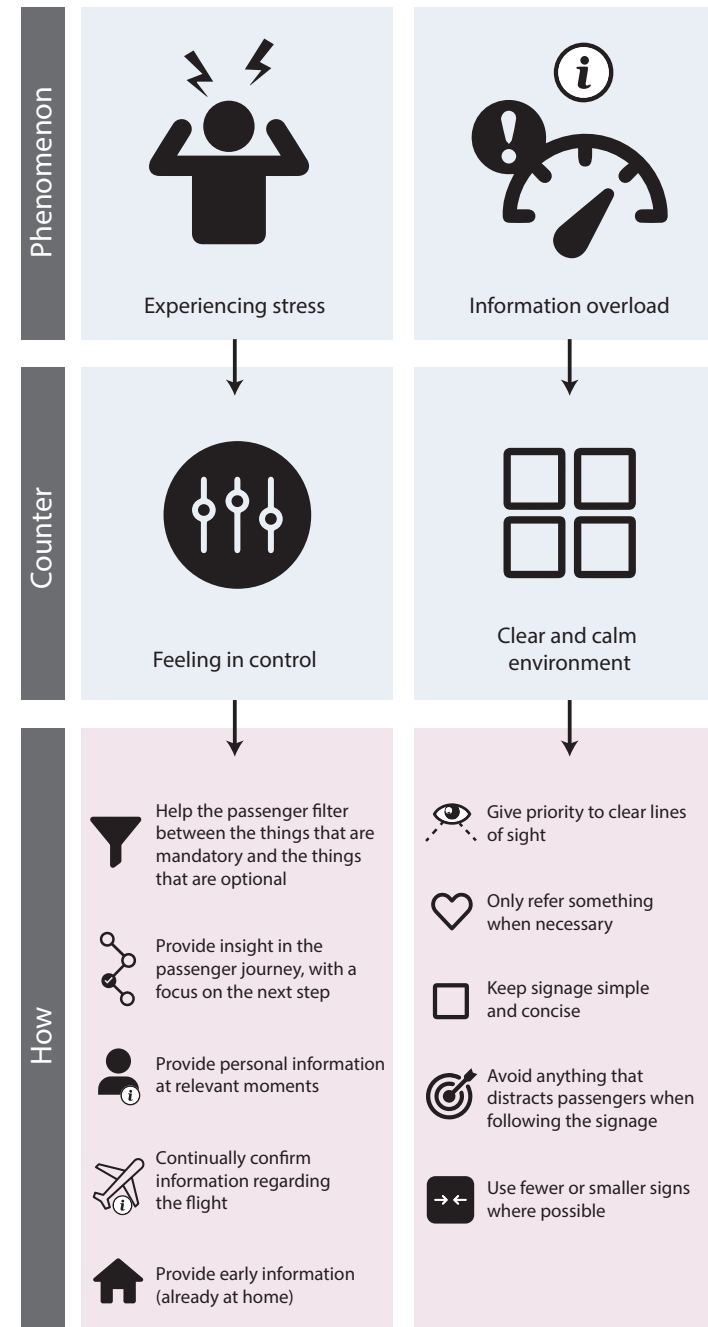 Phenomenon
Experiencing stress
Information overload
Counter
Feeling in control
Clear and calm
environment
How
Help the passenger filter
between the things that are
mandatory and the things
that are optional
Provide insight in the
passenger journey, with a
focus on the next step
Provide personal information
at relevant moments
Continually confirm
information regarding
the flight
Provide early information
(already at home)
Give priority to clear lines
of sight
Only refer something
when necessary
Keep signage simple
and concise
Avoid anything that
distracts passengers when
following the signage
Use fewer or smaller signs
where possible